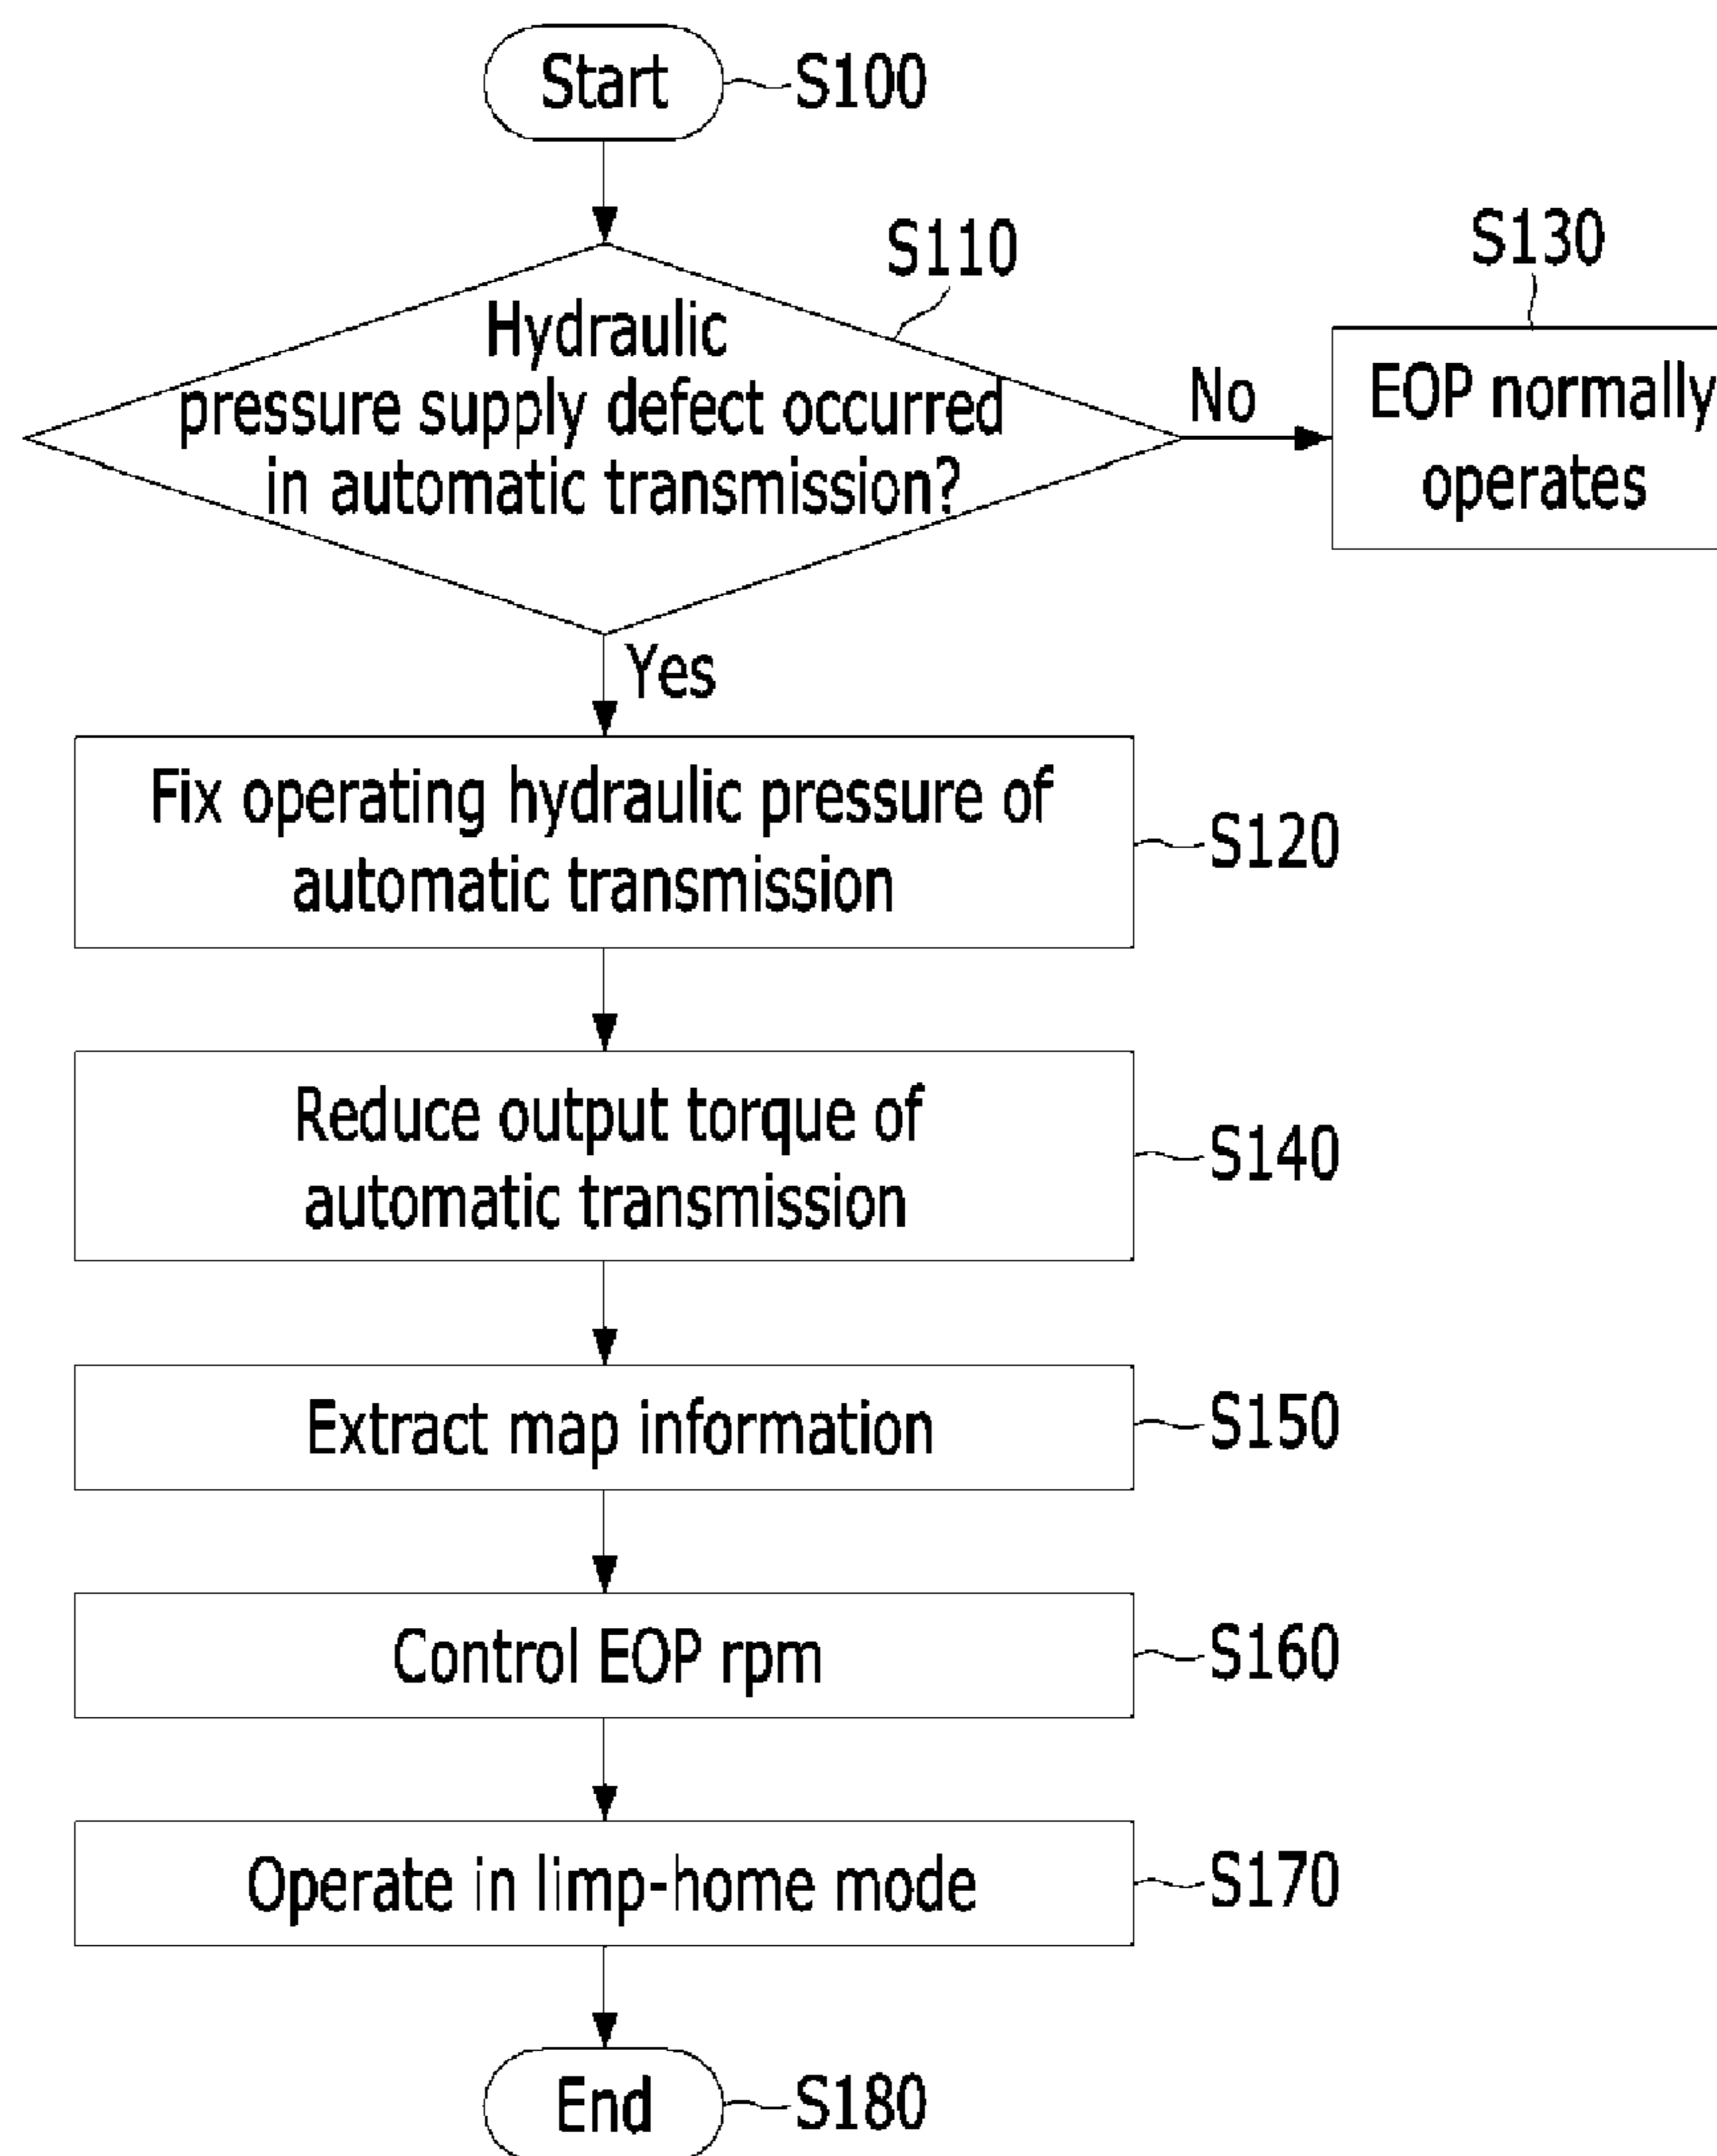 Start
S100
S110
Hydraulic
pressure supply defect occurred
in automatic transmission?
No
S130
EOP normally
operates
Yes
Fix operating hydraulic pressure of
automatic transmission
S120
Reduce output torque of
automatic transmission
S140
Extract map information
S150
Control EOP rpm
S160
Operate in limp-home mode
S170
End
S180